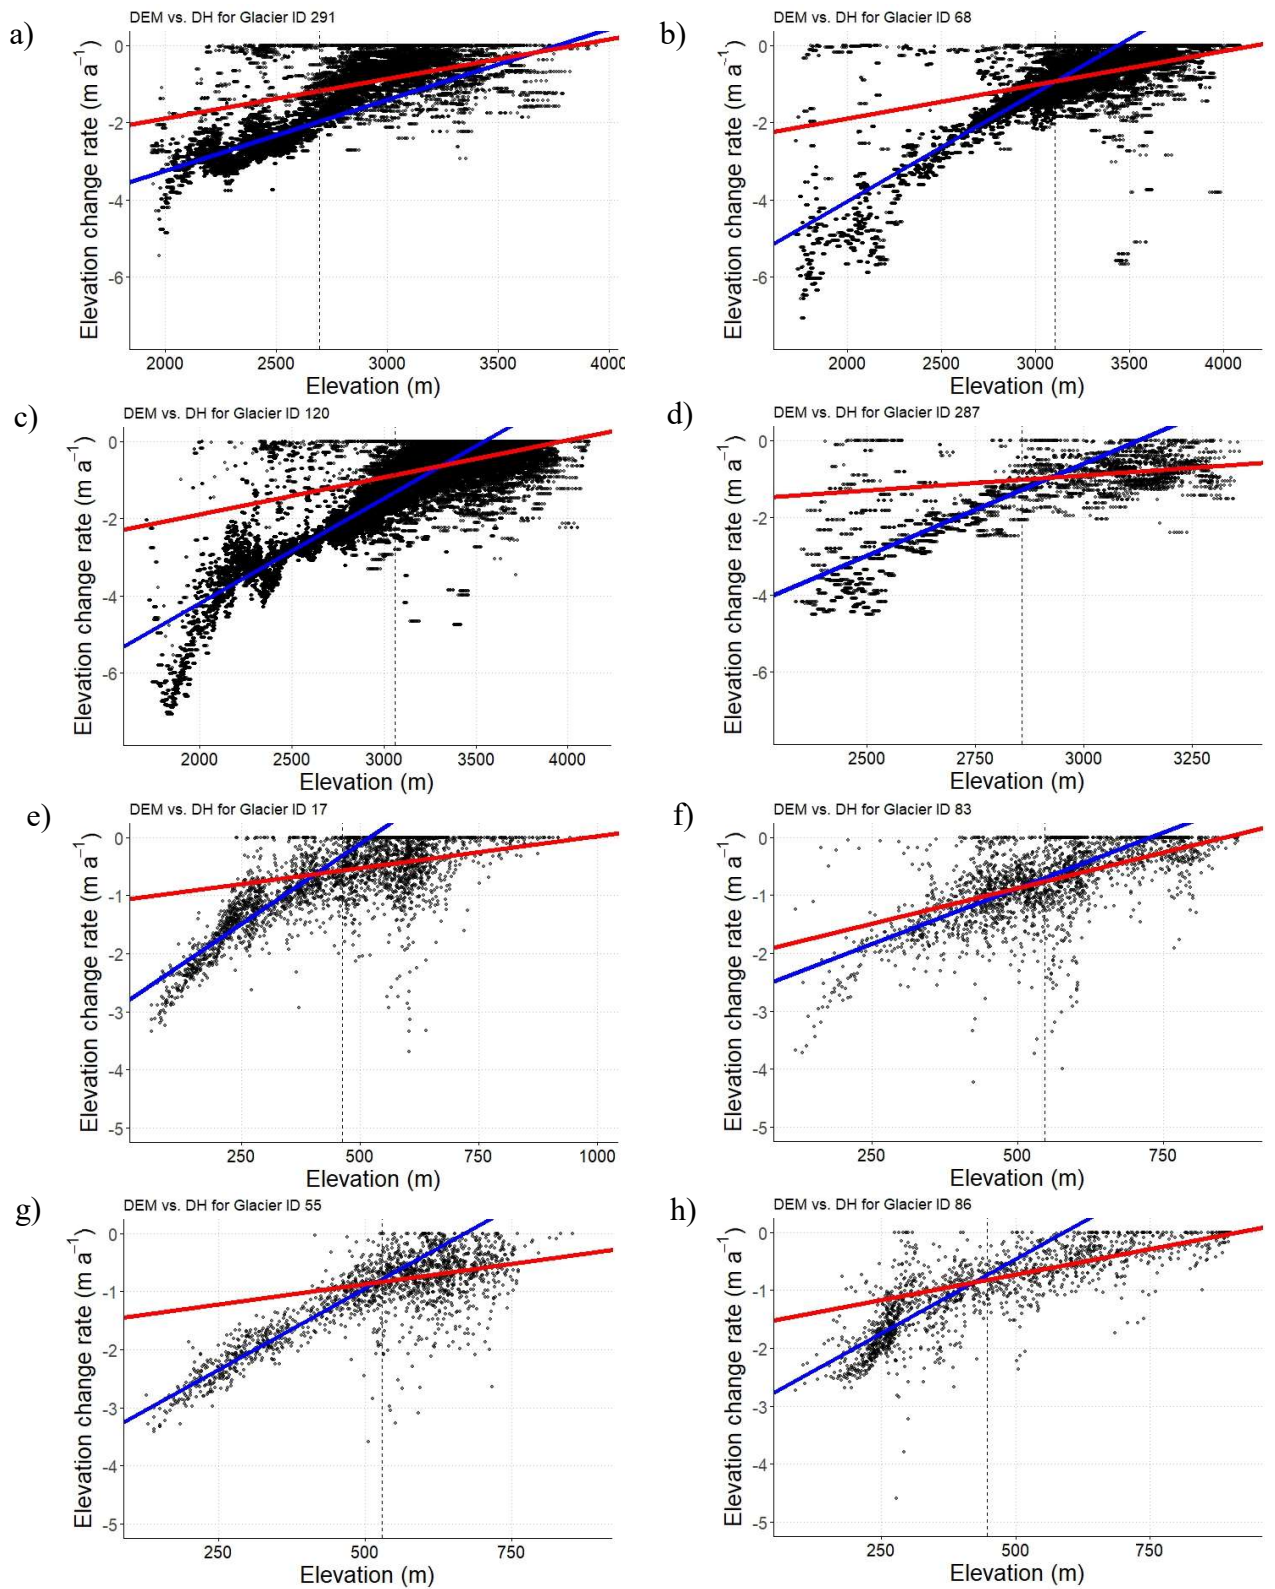 a)
DEM vs. DH for Glacier ID 291
Elevation change rate (m a⁻¹)
0
-2
-4
-6
2000 2500 3000 3500 4000
Elevation (m)
b)
DEM vs. DH for Glacier ID 68
Elevation change rate (m a⁻¹)
0
-2
-4
-6
2000 2500 3000 3500 4000
Elevation (m)
c)
DEM vs. DH for Glacier ID 120
Elevation change rate (m a⁻¹)
0
-2
-4
-6
2000 2500 3000 3500 4000
Elevation (m)
d)
DEM vs. DH for Glacier ID 287
Elevation change rate (m a⁻¹)
0
-2
-4
-6
2500 2750 3000 3250
Elevation (m)
e)
DEM vs. DH for Glacier ID 17
Elevation change rate (m a⁻¹)
0
-1
-2
-3
-4
-5
250 500 750 1000
Elevation (m)
f)
DEM vs. DH for Glacier ID 83
Elevation change rate (m a⁻¹)
0
-1
-2
-3
-4
-5
250 500 750
Elevation (m)
g)
DEM vs. DH for Glacier ID 55
Elevation change rate (m a⁻¹)
0
-1
-2
-3
-4
-5
250 500 750
Elevation (m)
h)
DEM vs. DH for Glacier ID 86
Elevation change rate (m a⁻¹)
0
-1
-2
-3
-4
-5
250 500 750
Elevation (m)